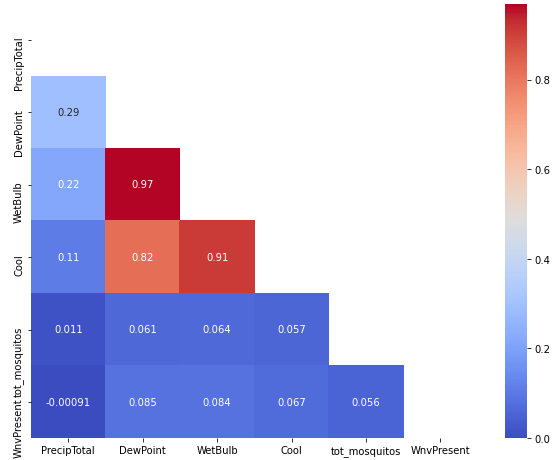 PrecipTotal
DewPoint
WetBulb
Cool
tot_mosquitos
WnvPresent
0.29
0.22 0.97
0.11 0.82 0.91
0.011 0.061 0.064 0.057
-0.00091 0.085 0.084 0.067 0.056
PrecipTotal DewPoint WetBulb Cool tot_mosquitos WnvPresent
0.8
0.6
0.4
0.2
0.0